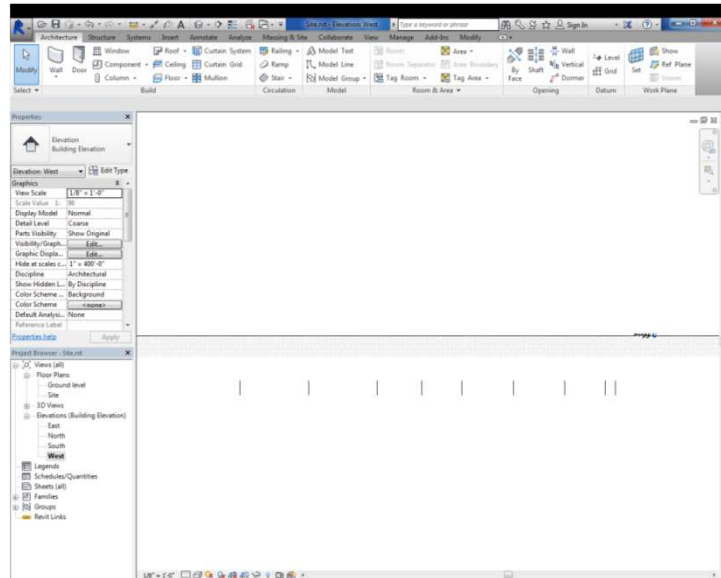 Site.rvt - Elevation: West
Type a keyword or phrase
Sign In
Architecture Structure Systems Insert Annotate Analyze Massing & Site Collaborate View Manage Add-Ins Modify
Modify Wall Door Window Component Column Roof Ceiling Floor Curtain System Curtain Grid Mullion Railing Ramp Stair Model Text Model Line Model Group Room Room Separator Tag Room Area Area Boundary Tag Area By Face Shaft Wall Vertical Dormer Level Grid Set Show Ref Plane Viewer
Select Build Circulation Model Room & Area Opening Datum Work Plane
Properties
Elevation
Building Elevation
Elevation: West Edit Type
Graphics
View Scale 1/8" = 1'-0"
Scale Value 1: 96
Display Model Normal
Detail Level Coarse
Parts Visibility Show Original
Visibility/Graph... Edit...
Graphic Displa... Edit...
Hide at scales c... 1" = 400'-0"
Discipline Architectural
Show Hidden L... By Discipline
Color Scheme ... Background
Color Scheme <none>
Default Analysi... None
Reference Label
Properties help Apply
Project Browser - Site.rvt
Views (all)
Floor Plans
Ground level
Site
3D Views
Elevations (Building Elevation)
East
North
South
West
Legends
Schedules/Quantities
Sheets (all)
Families
Groups
Revit Links
1/8" = 1'-0"